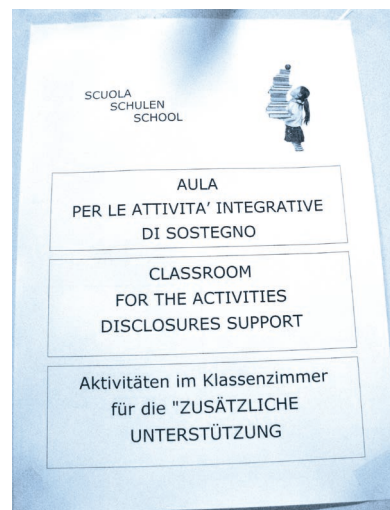 SCUOLA
SCHULEN
SCHOOL
AULA
PER LE ATTIVITA' INTEGRATIVE
DI SOSTEGNO
CLASSROOM
FOR THE ACTIVITIES
DISCLOSURES SUPPORT
Aktivitäten im Klassenzimmer
für die "ZUSÄTZLICHE
UNTERSTÜTZUNG